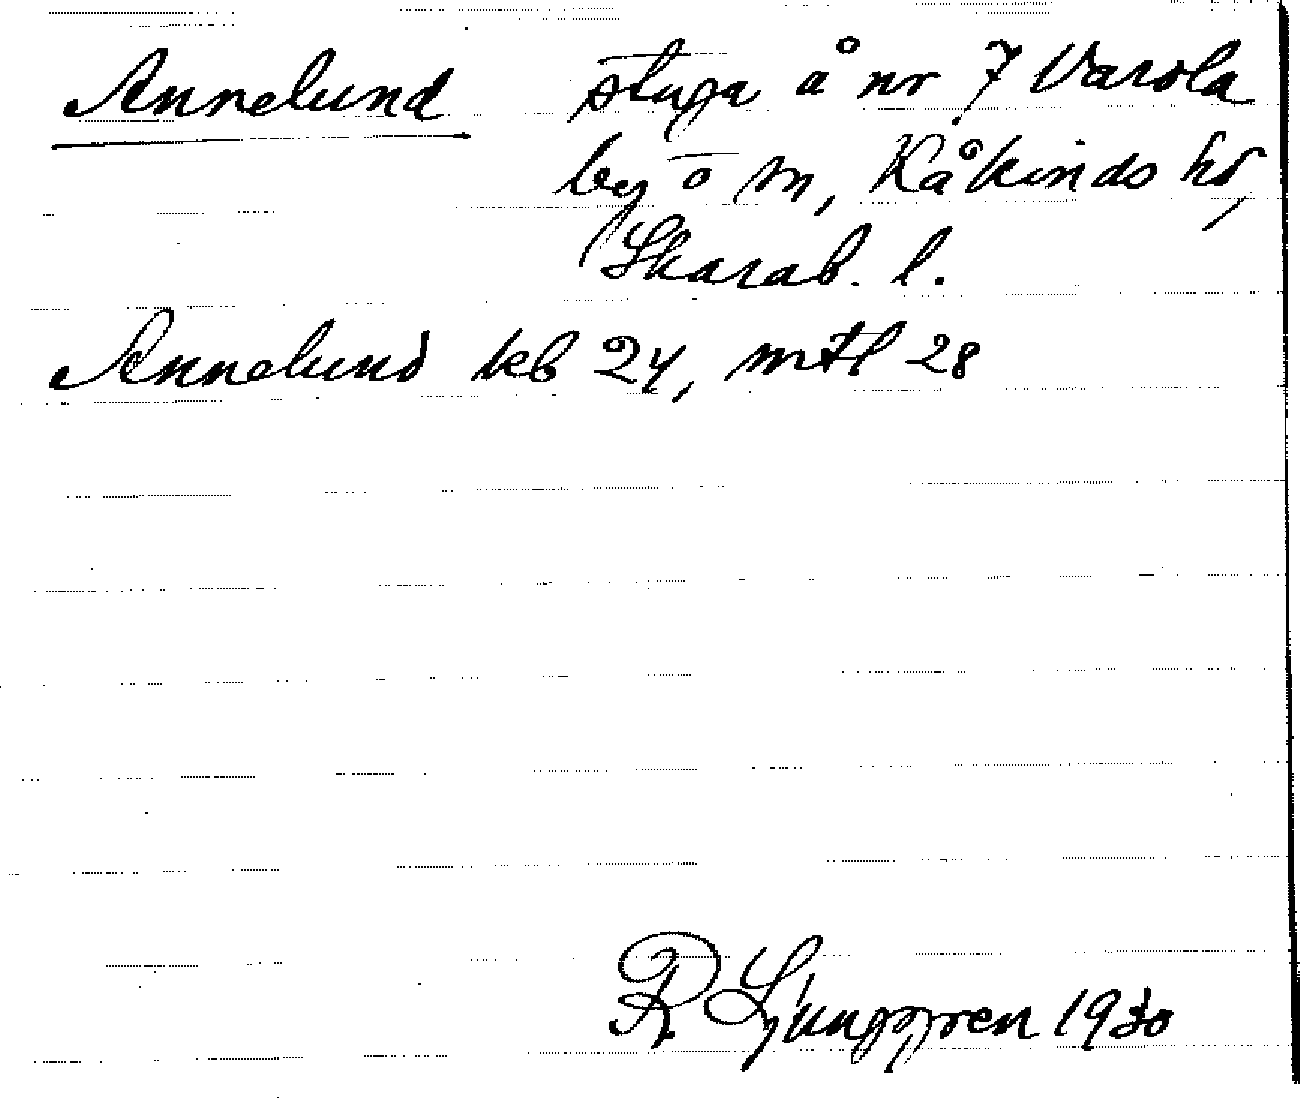 Annelund stuga å nr 7 Varola
by o m, Kåkinds hd,
Skarab. l.
Annelund kb 24, mtl 28
R Ljunggren 1930